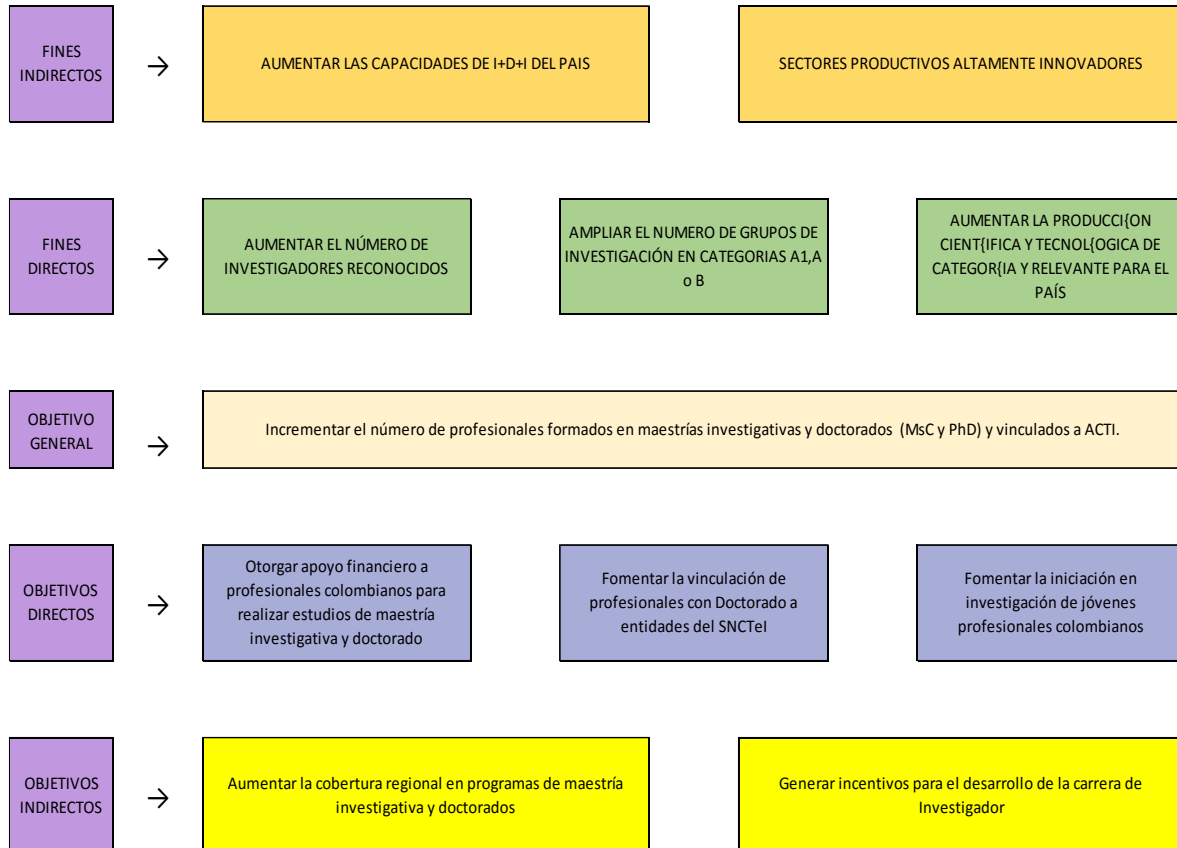 FINES
INDIRECTOS
→
AUMENTAR LAS CAPACIDADES DE I+D+I DEL PAIS
SECTORES PRODUCTIVOS ALTAMENTE INNOVADORES
FINES
DIRECTOS
→
AUMENTAR EL NÚMERO DE
INVESTIGADORES RECONOCIDOS
AMPLIAR EL NUMERO DE GRUPOS DE
INVESTIGACIÓN EN CATEGORIAS A1,A
o B
AUMENTAR LA PRODUCCI{ON
CIENT{IFICA Y TECNOL{OGICA DE
CATEGOR{IA Y RELEVANTE PARA EL
PAÍS
OBJETIVO
GENERAL
→
Incrementar el número de profesionales formados en maestrías investigativas y doctorados (MsC y PhD) y vinculados a ACTI.
OBJETIVOS
DIRECTOS
→
Otorgar apoyo financiero a
profesionales colombianos para
realizar estudios de maestría
investigativa y doctorado
Fomentar la vinculación de
profesionales con Doctorado a
entidades del SNCTeI
Fomentar la iniciación en
investigación de jóvenes
profesionales colombianos
OBJETIVOS
INDIRECTOS
→
Aumentar la cobertura regional en programas de maestría
investigativa y doctorados
Generar incentivos para el desarrollo de la carrera de
Investigador